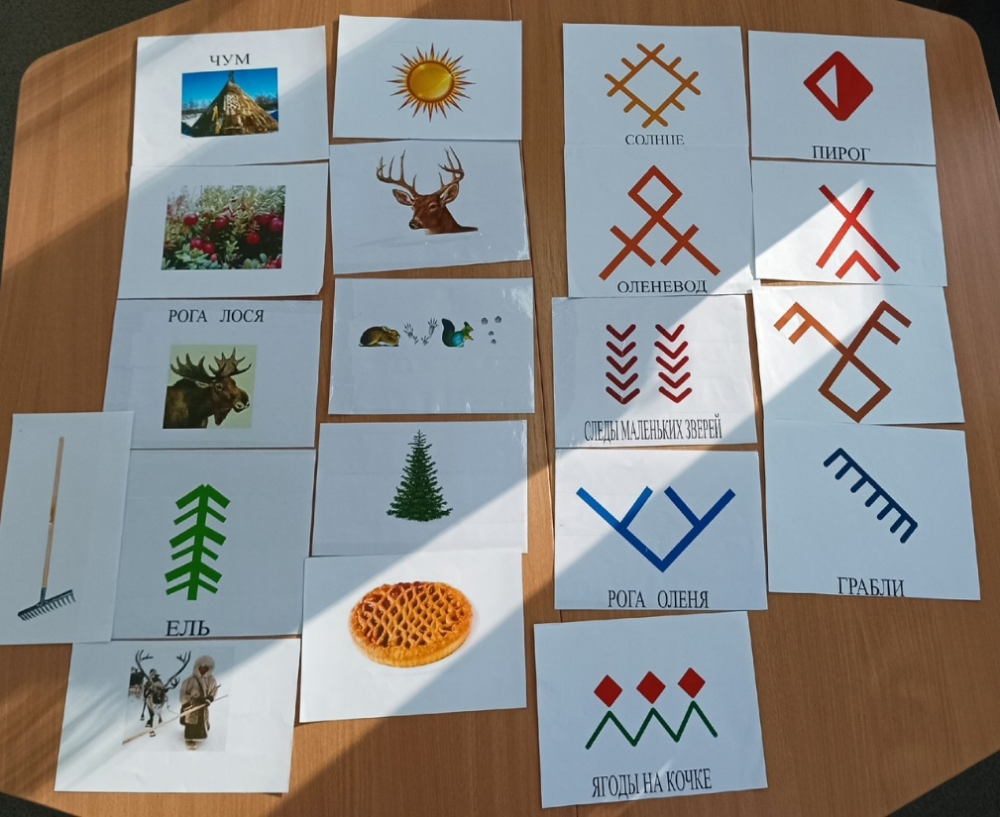 ЧУМ
СОЛНЦЕ
ПИРОГ
ОЛЕНЕВОД
РОГА ЛОСЯ
СЛЕДЫ МАЛЕНЬКИХ ЗВЕРЕЙ
РОГА ОЛЕНЯ
ГРАБЛИ
ЕЛЬ
ЯГОДЫ НА КОЧКЕ